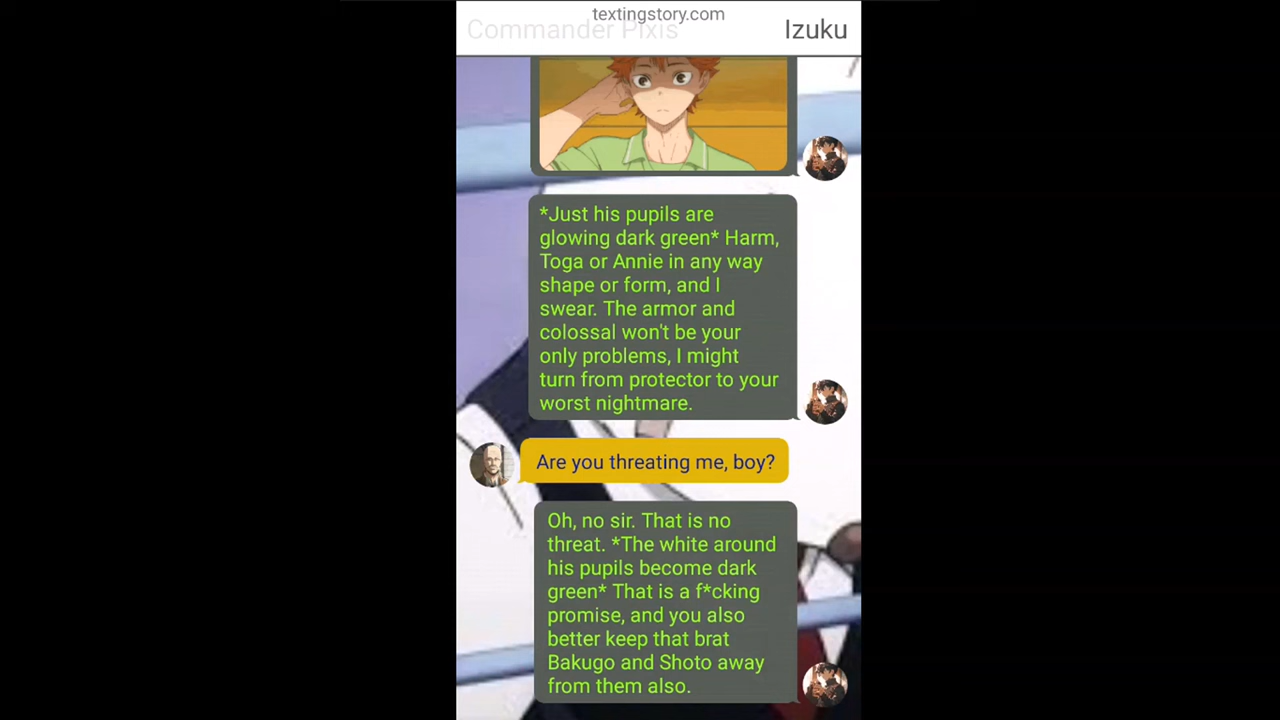 textingstory.com
Commander Pixis
Izuku
*Just his pupils are
glowing dark green* Harm,
Toga or Annie in any way
shape or form, and I
swear. The armor and
colossal won't be your
only problems, I might
turn from protector to your
worst nightmare.
Are you threating me, boy?
Oh, no sir. That is no
threat. *The white around
his pupils become dark
green* That is a f*cking
promise, and you also
better keep that brat
Bakugo and Shoto away
from them also.